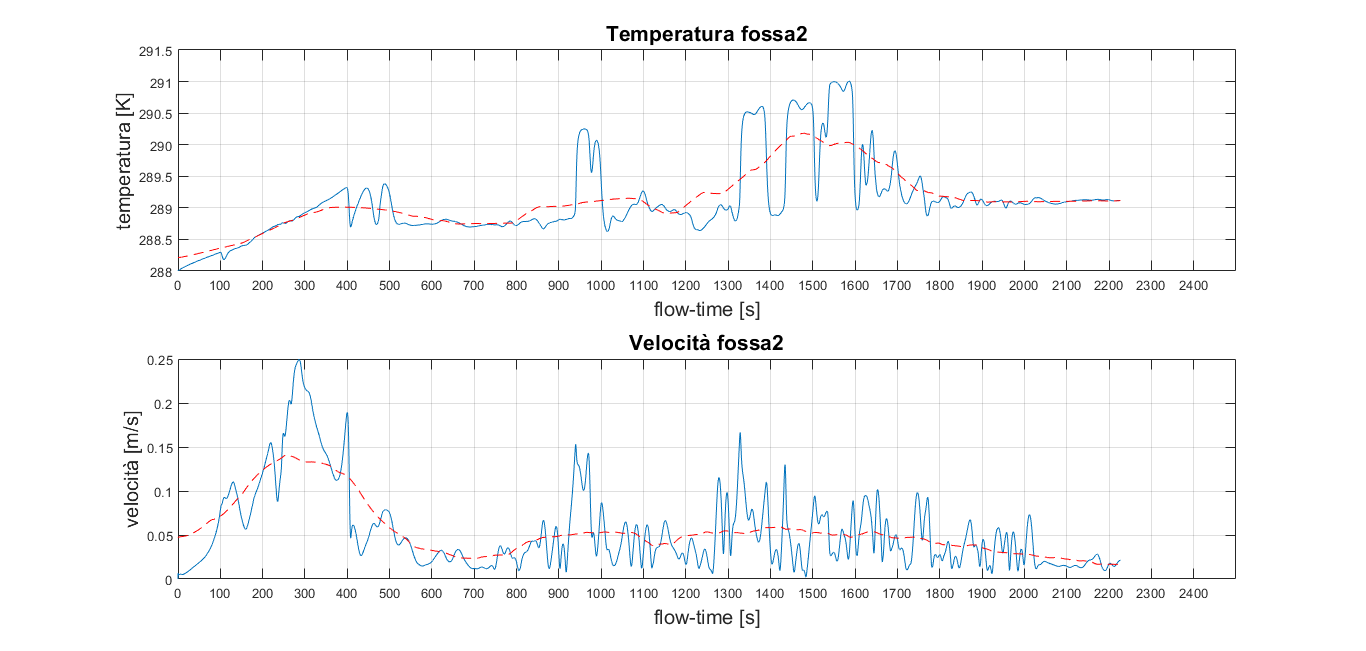 Temperatura fossa2
291.5
291
290.5
290
289.5
289
288.5
288
temperatura [K]
0 100 200 300 400 500 600 700 800 900 1000 1100 1200 1300 1400 1500 1600 1700 1800 1900 2000 2100 2200 2300 2400
flow-time [s]
Velocità fossa2
0.25
0.2
0.15
0.1
0.05
0
velocità [m/s]
0 100 200 300 400 500 600 700 800 900 1000 1100 1200 1300 1400 1500 1600 1700 1800 1900 2000 2100 2200 2300 2400
flow-time [s]